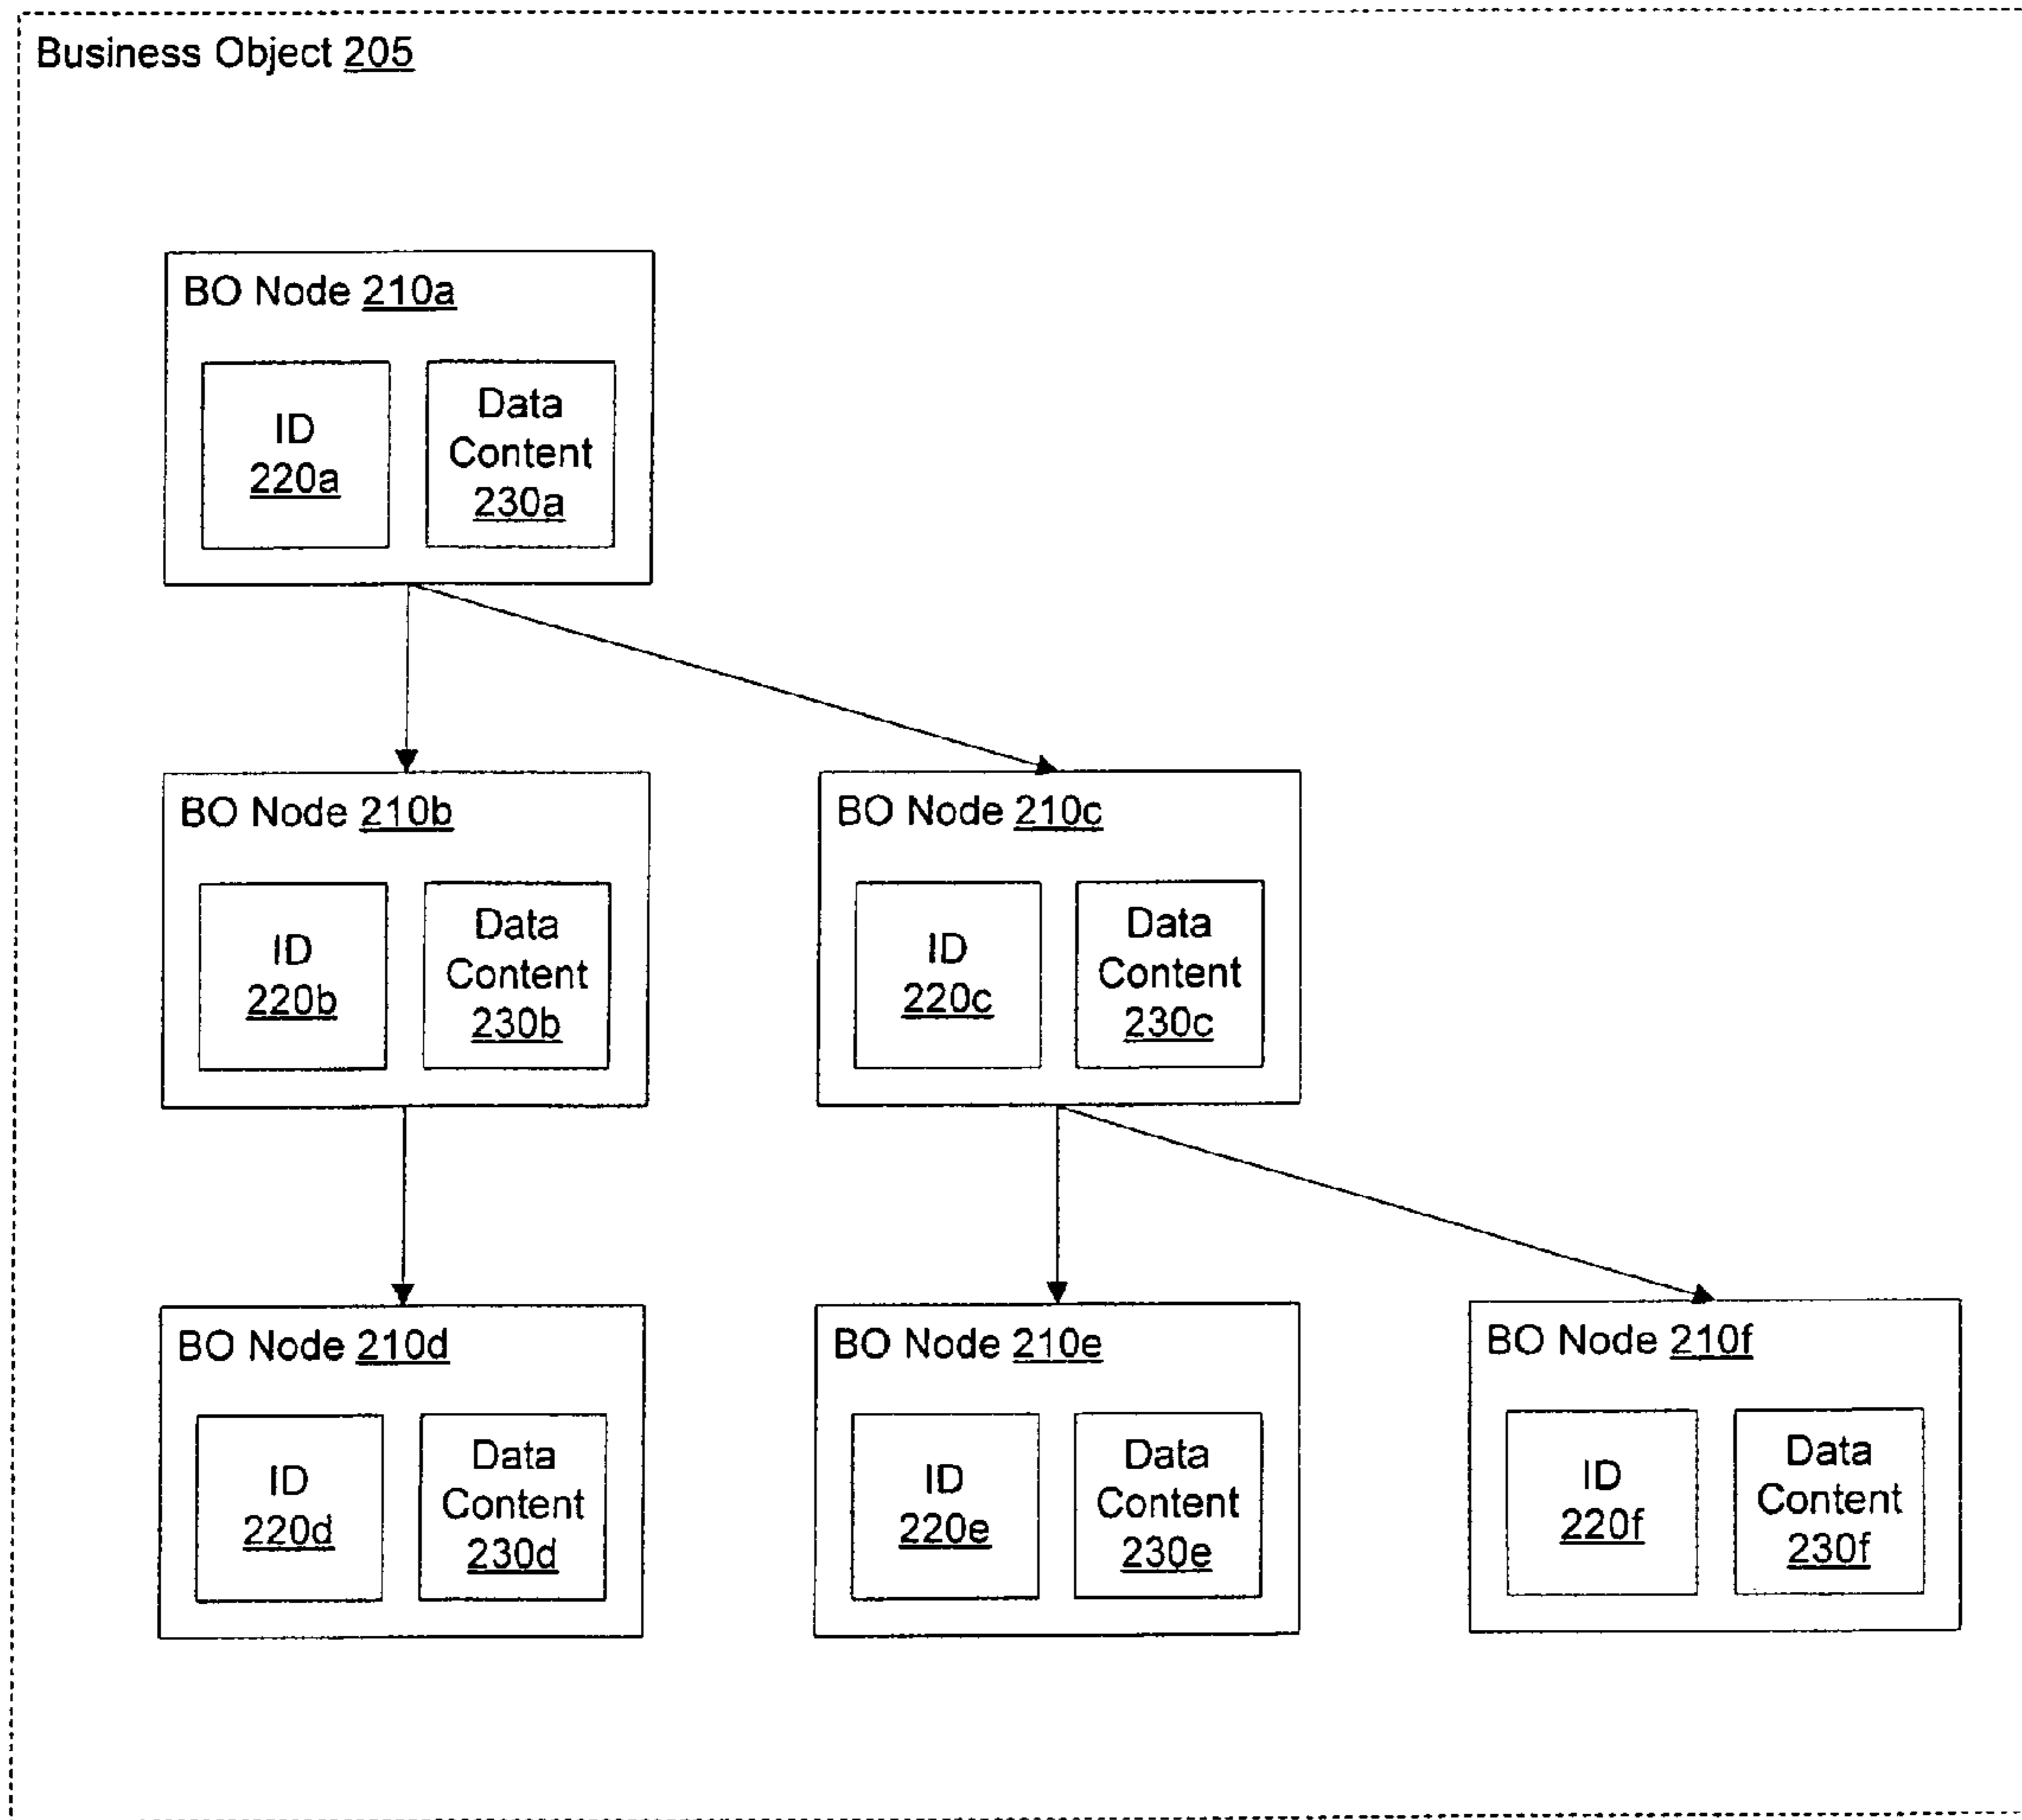 Business Object 205
BO Node 210a
ID
220a
Data
Content
230a
BO Node 210b
ID
220b
Data
Content
230b
BO Node 210c
ID
220c
Data
Content
230c
BO Node 210d
ID
220d
Data
Content
230d
BO Node 210e
ID
220e
Data
Content
230e
BO Node 210f
ID
220f
Data
Content
230f